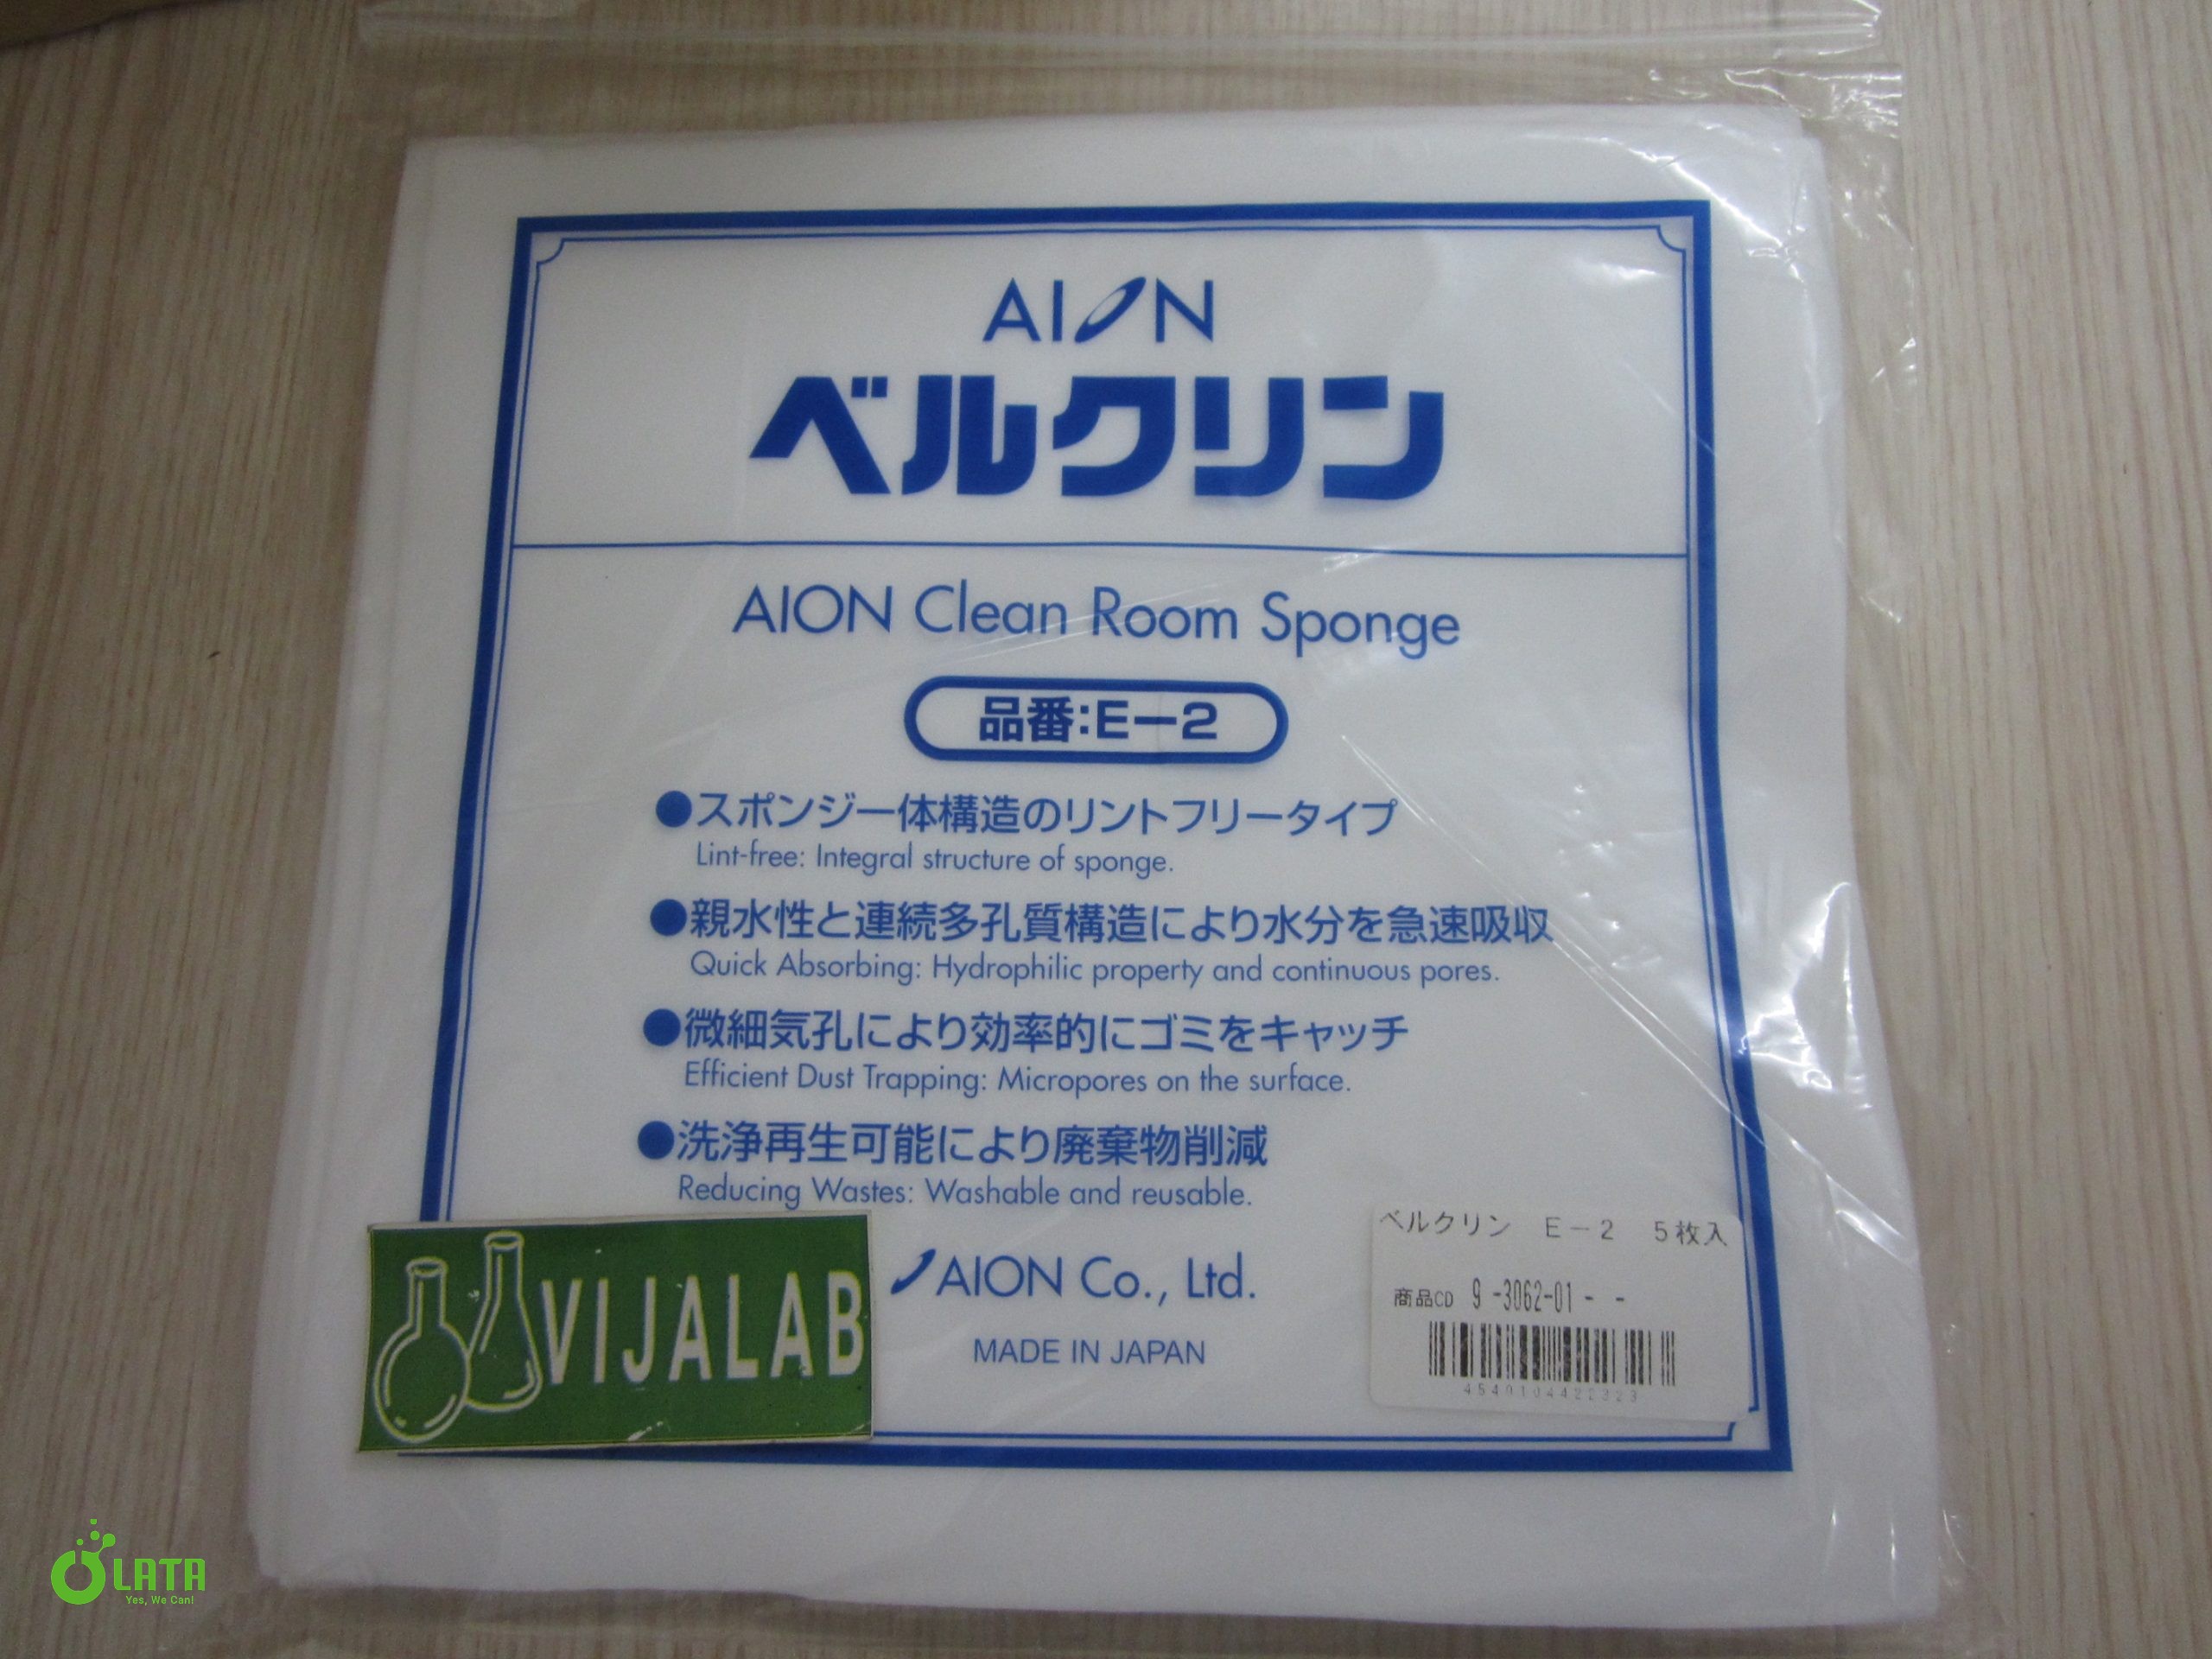 AION
ベルクリン
AION Clean Room Sponge
品番:E-2
●スポンジ一体構造のリントフリータイプ
Lint-free: Integral structure of sponge.
●親水性と連続多孔質構造により水分を急速吸収
Quick Absorbing: Hydrophilic property and continuous pores.
●微細気孔により効率的にゴミをキャッチ
Efficient Dust Trapping: Micropores on the surface.
●洗浄再生可能により廃棄物削減
Reducing Wastes: Washable and reusable.
AION Co., Ltd.
MADE IN JAPAN
VIJALAB
ベルクリン E-2 5枚入
商品CD 9-3062-01- -
LATA
Yes, We Can!